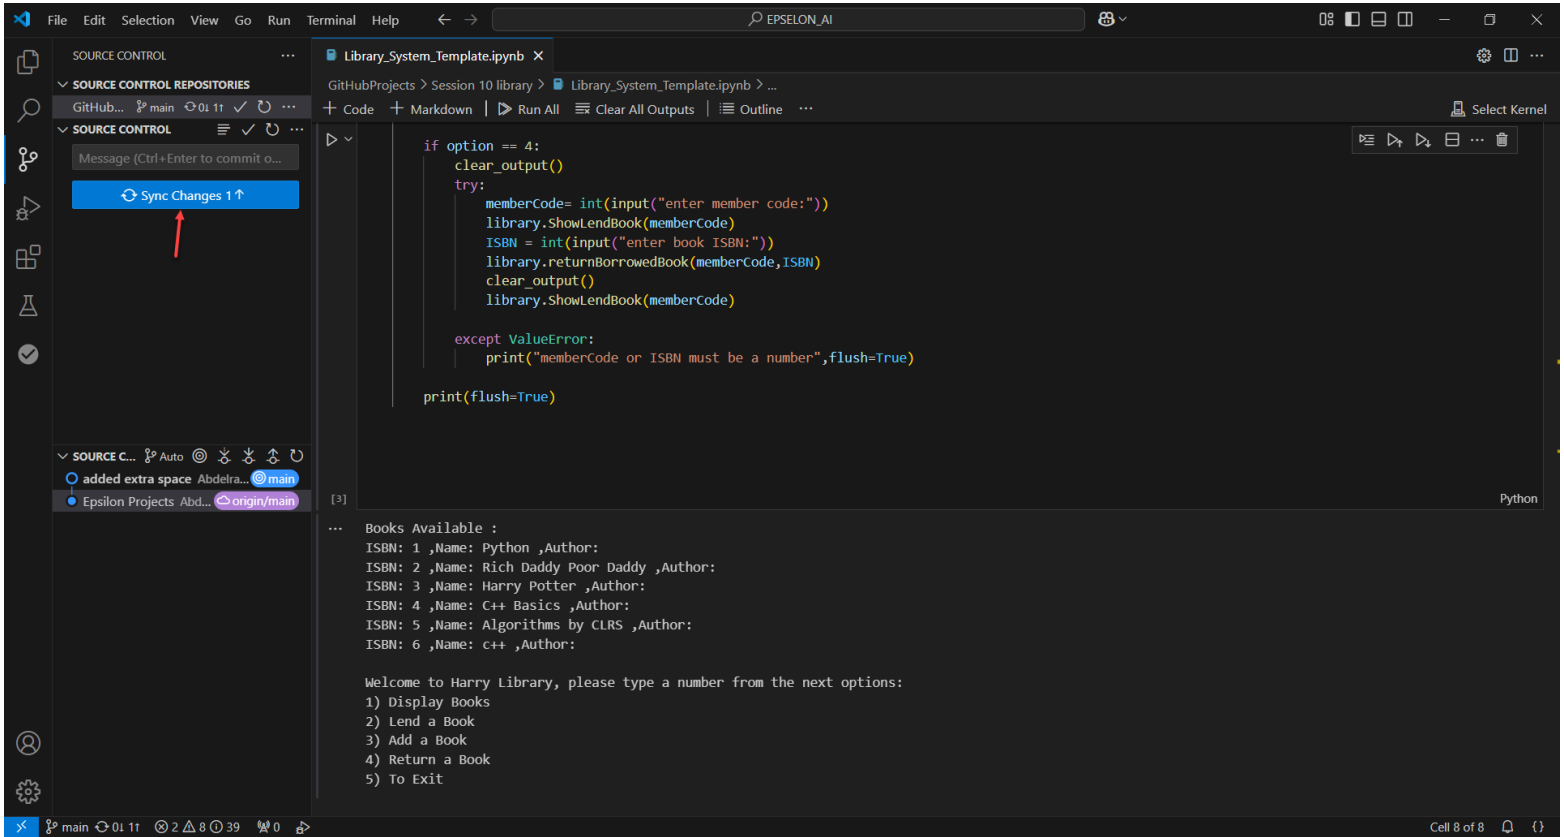 File Edit Selection View Go Run Terminal Help
EPSELON_AI
SOURCE CONTROL
SOURCE CONTROL REPOSITORIES
GitHub... main 0↓ 1↑
SOURCE CONTROL
Message (Ctrl+Enter to commit o...
Sync Changes 1↑
SOURCE C... Auto
added extra space Abdelra... main
Epsilon Projects Abd... origin/main
Library_System_Template.ipynb
GitHubProjects > Session 10 library > Library_System_Template.ipynb > ...
+ Code + Markdown Run All Clear All Outputs Outline ...
Select Kernel
if option == 4:
clear_output()
try:
memberCode= int(input("enter member code:"))
library.ShowLendBook(memberCode)
ISBN = int(input("enter book ISBN:"))
library.returnBorrowedBook(memberCode,ISBN)
clear_output()
library.ShowLendBook(memberCode)
except ValueError:
print("memberCode or ISBN must be a number",flush=True)
print(flush=True)
[3]
Python
Books Available :
ISBN: 1 ,Name: Python ,Author:
ISBN: 2 ,Name: Rich Daddy Poor Daddy ,Author:
ISBN: 3 ,Name: Harry Potter ,Author:
ISBN: 4 ,Name: C++ Basics ,Author:
ISBN: 5 ,Name: Algorithms by CLRS ,Author:
ISBN: 6 ,Name: c++ ,Author:
Welcome to Harry Library, please type a number from the next options:
1) Display Books
2) Lend a Book
3) Add a Book
4) Return a Book
5) To Exit
main 0↓ 1↑ 2 8 39 0
Cell 8 of 8 {}